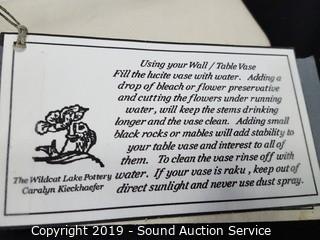 Using your Wall / Table Vase
Fill the lucite vase with water. Adding a
drop of bleach or flower preservative
and cutting the flowers under running
water, will keep the stems drinking
longer and the vase clean. Adding small
black rocks or mables will add stability to
your table vase and interest to all of
them. To clean the vase rinse off with
water. If your vase is raku , keep out of
direct sunlight and never use dust spray.
The Wildcat Lake Pottery
Caralyn Kieckhaefer
Copyright 2019 - Sound Auction Service